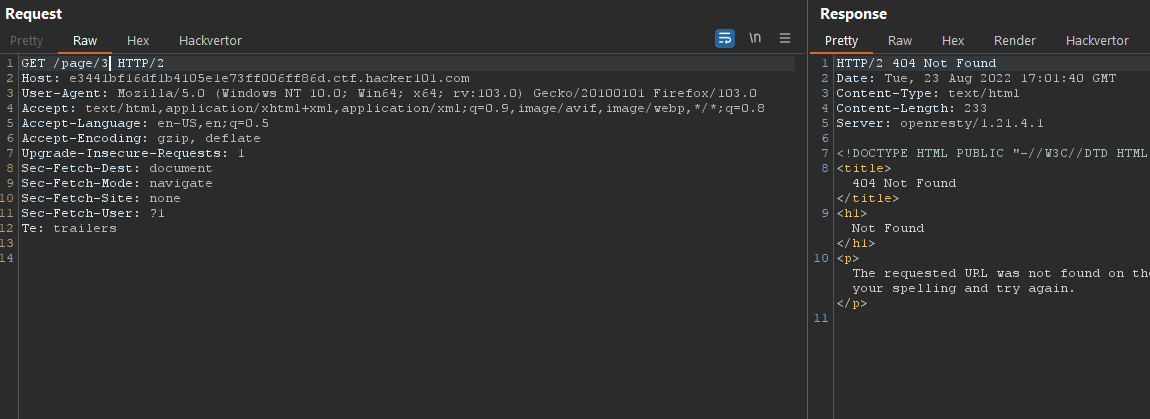 Request
Pretty Raw Hex Hackvertor
\n
1 GET /page/3 HTTP/2
2 Host: e3441bf16df1b4105e1e73ff006ff86d.ctf.hacker101.com
3 User-Agent: Mozilla/5.0 (Windows NT 10.0; Win64; x64; rv:103.0) Gecko/20100101 Firefox/103.0
4 Accept: text/html,application/xhtml+xml,application/xml;q=0.9,image/avif,image/webp,*/*;q=0.8
5 Accept-Language: en-US,en;q=0.5
6 Accept-Encoding: gzip, deflate
7 Upgrade-Insecure-Requests: 1
8 Sec-Fetch-Dest: document
9 Sec-Fetch-Mode: navigate
10 Sec-Fetch-Site: none
11 Sec-Fetch-User: ?1
12 Te: trailers
13
14
Response
Pretty Raw Hex Render Hackvertor
1 HTTP/2 404 Not Found
2 Date: Tue, 23 Aug 2022 17:01:40 GMT
3 Content-Type: text/html
4 Content-Length: 233
5 Server: openresty/1.21.4.1
6
7 <!DOCTYPE HTML PUBLIC "-//W3C//DTD HTML
8 <title>
404 Not Found
</title>
9 <h1>
Not Found
</h1>
10 <p>
The requested URL was not found on the
your spelling and try again.
</p>
11